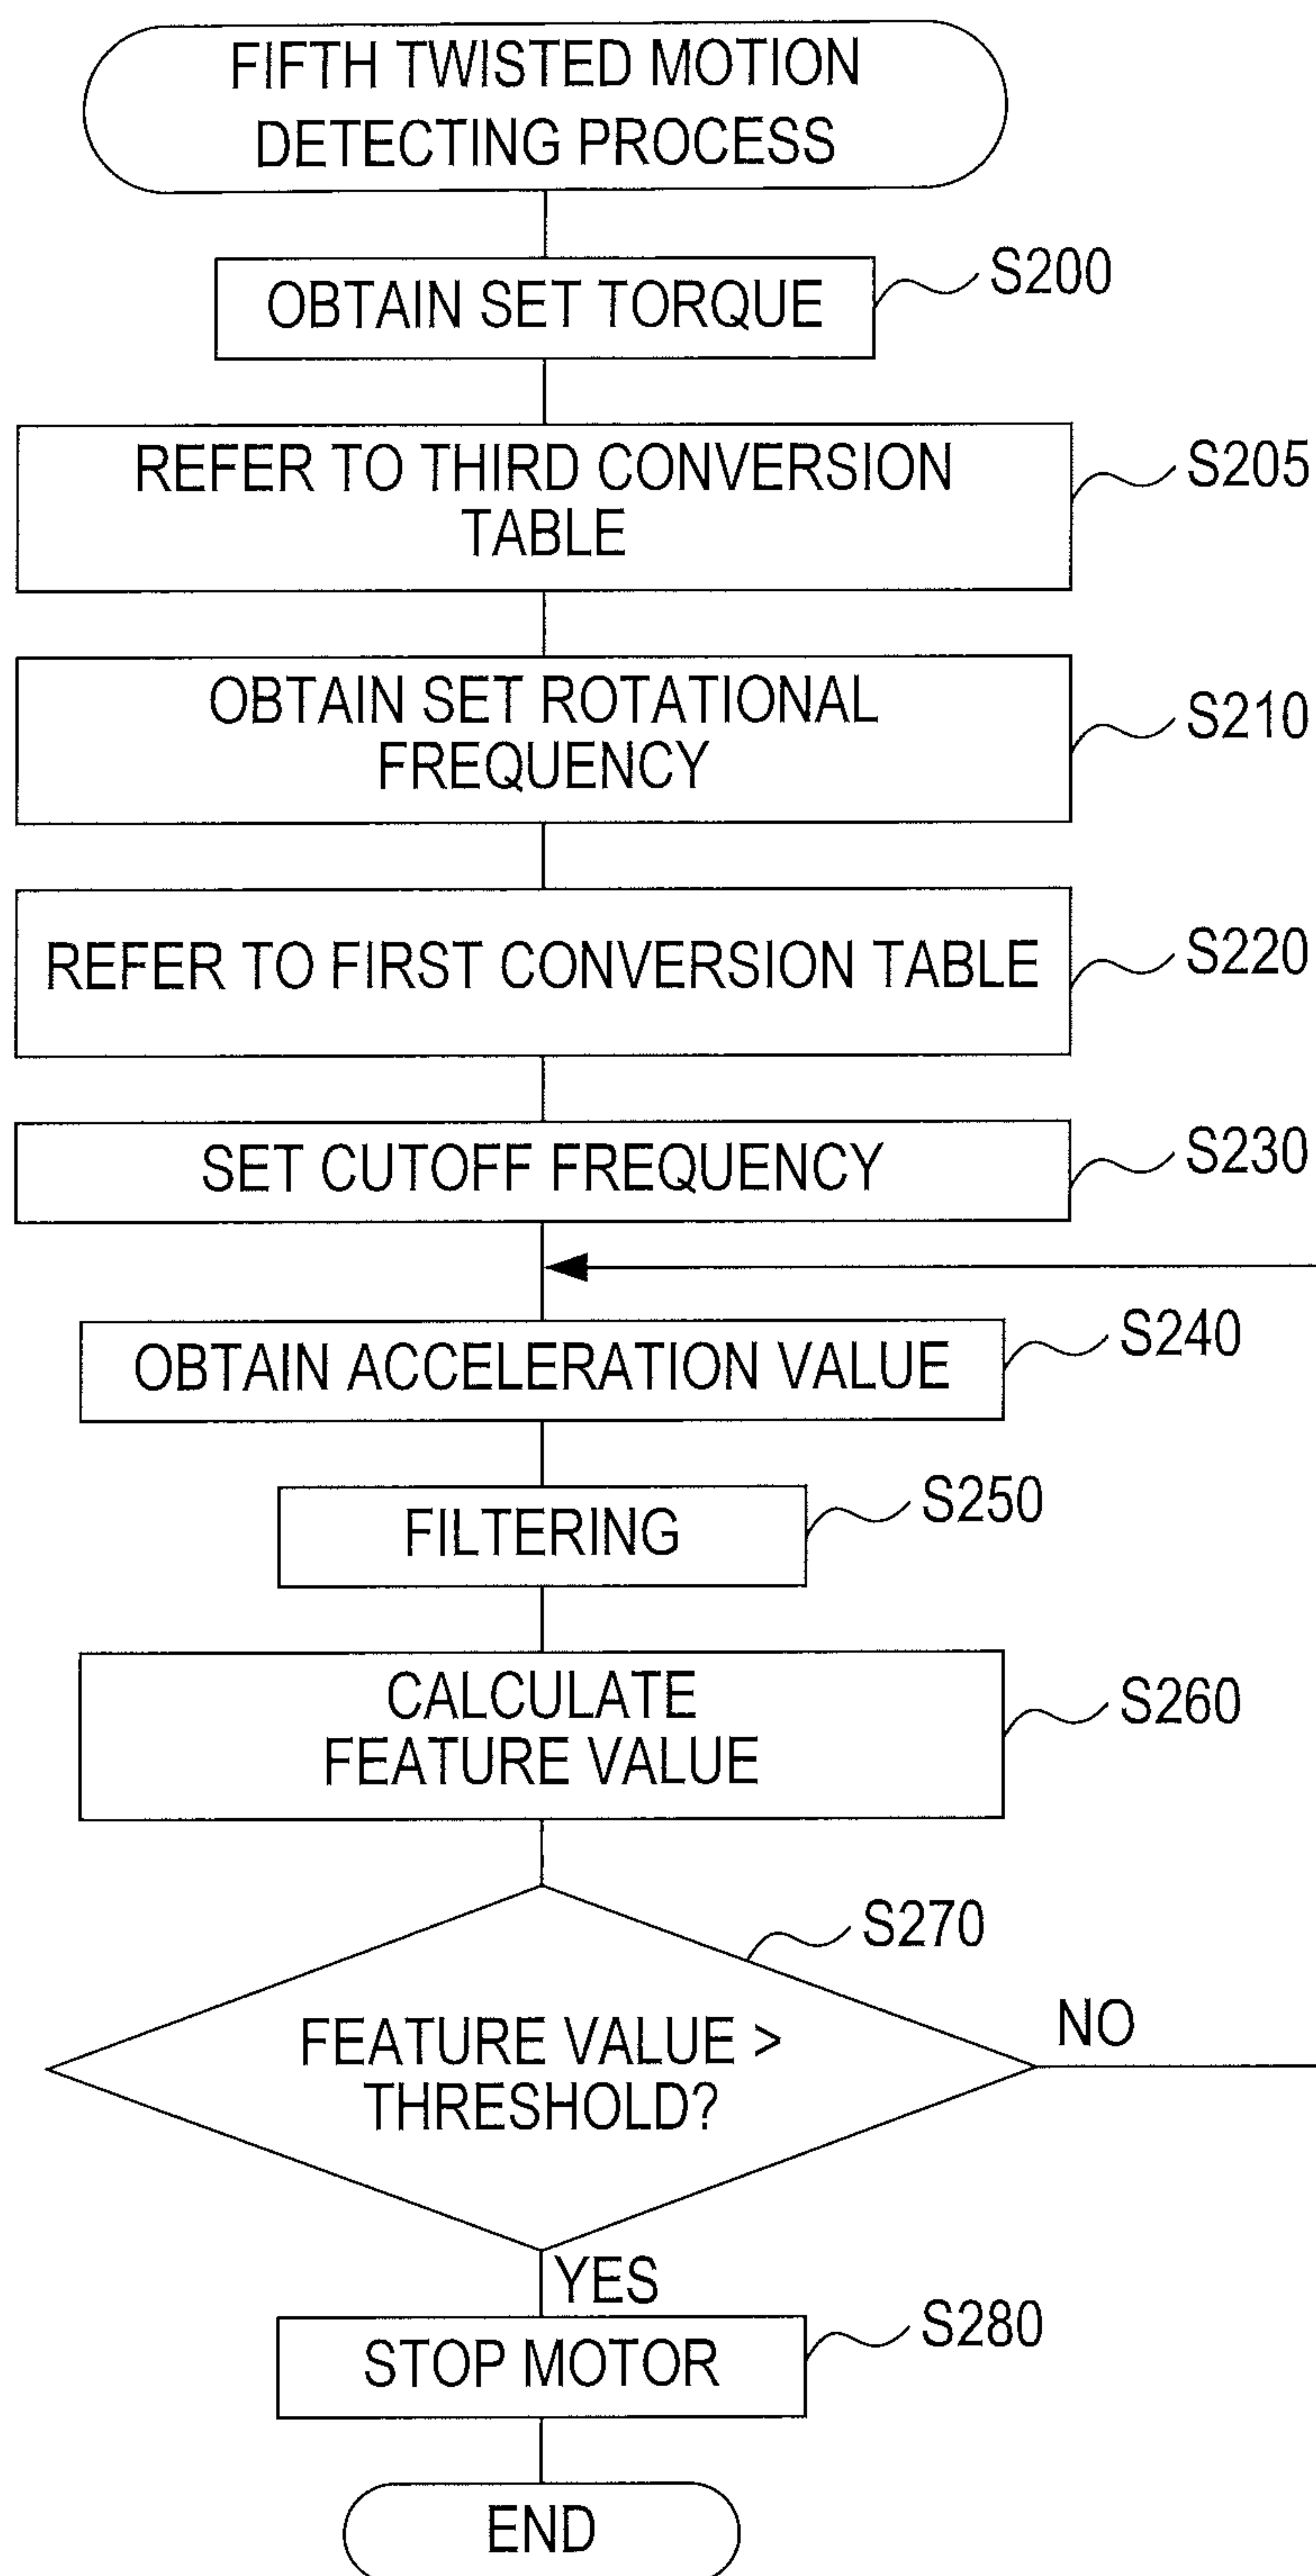 FIFTH TWISTED MOTION
DETECTING PROCESS
OBTAIN SET TORQUE
S200
REFER TO THIRD CONVERSION
TABLE
S205
OBTAIN SET ROTATIONAL
FREQUENCY
S210
REFER TO FIRST CONVERSION TABLE
S220
SET CUTOFF FREQUENCY
S230
OBTAIN ACCELERATION VALUE
S240
FILTERING
S250
CALCULATE
FEATURE VALUE
S260
FEATURE VALUE >
THRESHOLD?
S270
NO
YES
STOP MOTOR
S280
END